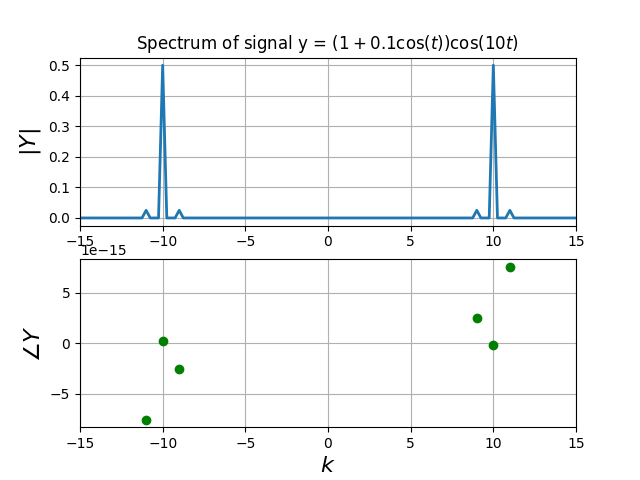 Spectrum of signal y = (1 + 0.1cos(t))cos(10t)
|Y|
0.5
0.4
0.3
0.2
0.1
0.0
−15 −10 −5 0 5 10 15
1e−15
∠Y
5
0
−5
−15 −10 −5 0 5 10 15
k